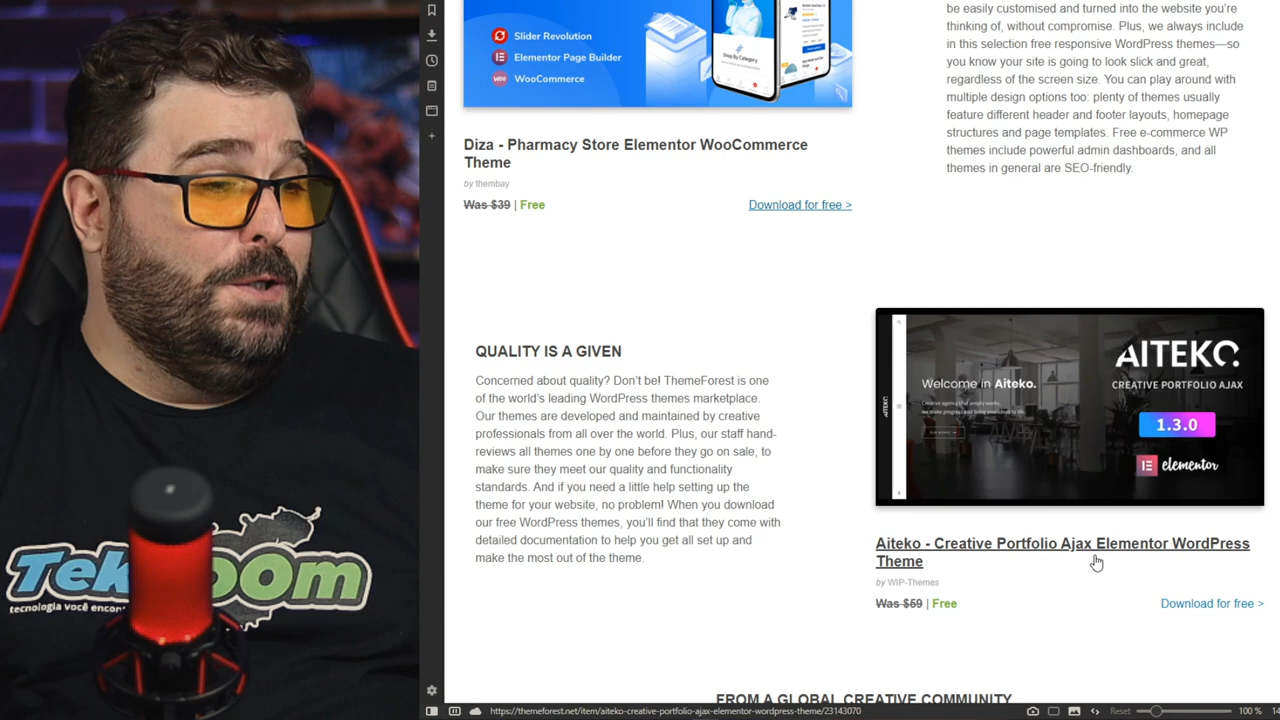 be easily customised and turned into the website you're
thinking of, without compromise. Plus, we always include
in this selection free responsive WordPress themes—so
you know your site is going to look slick and great,
regardless of the screen size. You can play around with
multiple design options too: plenty of themes usually
feature different header and footer layouts, homepage
structures and page templates. Free e-commerce WP
themes include powerful admin dashboards, and all
themes in general are SEO-friendly.
Slider Revolution
Elementor Page Builder
WooCommerce
Shop By Category
Diza - Pharmacy Store Elementor WooCommerce
Theme
by thembay
Was $39 | Free
Download for free >
QUALITY IS A GIVEN
Concerned about quality? Don't be! ThemeForest is one
of the world's leading WordPress themes marketplace.
Our themes are developed and maintained by creative
professionals from all over the world. Plus, our staff hand-
reviews all themes one by one before they go on sale, to
make sure they meet our quality and functionality
standards. And if you need a little help setting up the
theme for your website, no problem! When you download
our free WordPress themes, you'll find that they come with
detailed documentation to help you get all set up and
make the most out of the theme.
AITEKO
Welcome in Aiteko.
AITEKO.
CREATIVE PORTFOLIO AJAX
1.3.0
elementor
Aiteko - Creative Portfolio Ajax Elementor WordPress
Theme
by WIP-Themes
Was $59 | Free
Download for free >
FROM A GLOBAL CREATIVE COMMUNITY
https://themeforest.net/item/aiteko-creative-portfolio-ajax-elementor-wordpress-theme/23143070
Reset
100 %
14
Tek
oOm
tecnologia você encon